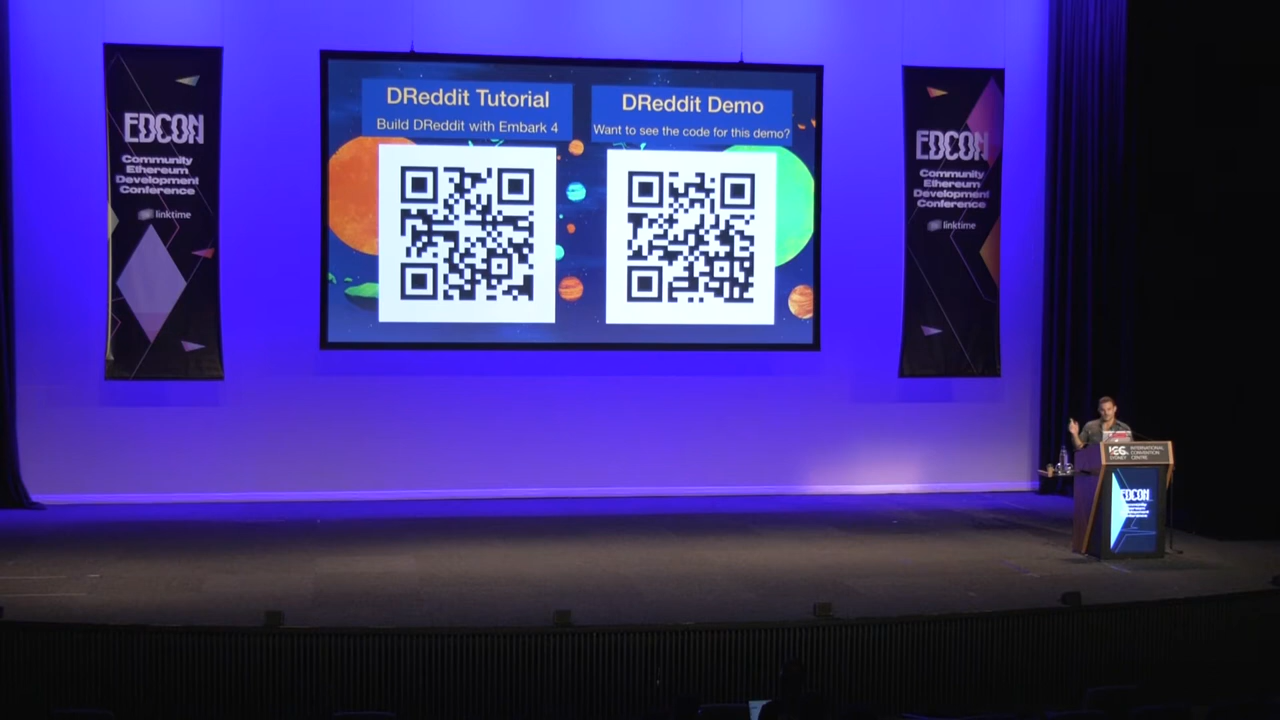 EDCON
Community
Ethereum
Development
Conference
linktime
DReddit Tutorial
Build DReddit with Embark 4
DReddit Demo
Want to see the code for this demo?
EDCON
Community
Ethereum
Development
Conference
linktime
SYDNEY
INTERNATIONAL
CONVENTION
CENTRE
EDCON